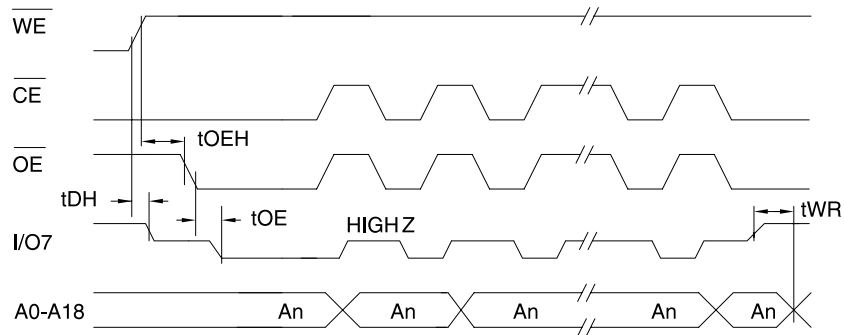 WE
CE
tOEH
OE
tDH
tOE
HIGH Z
tWR
I/O7
A0-A18 An An An An An